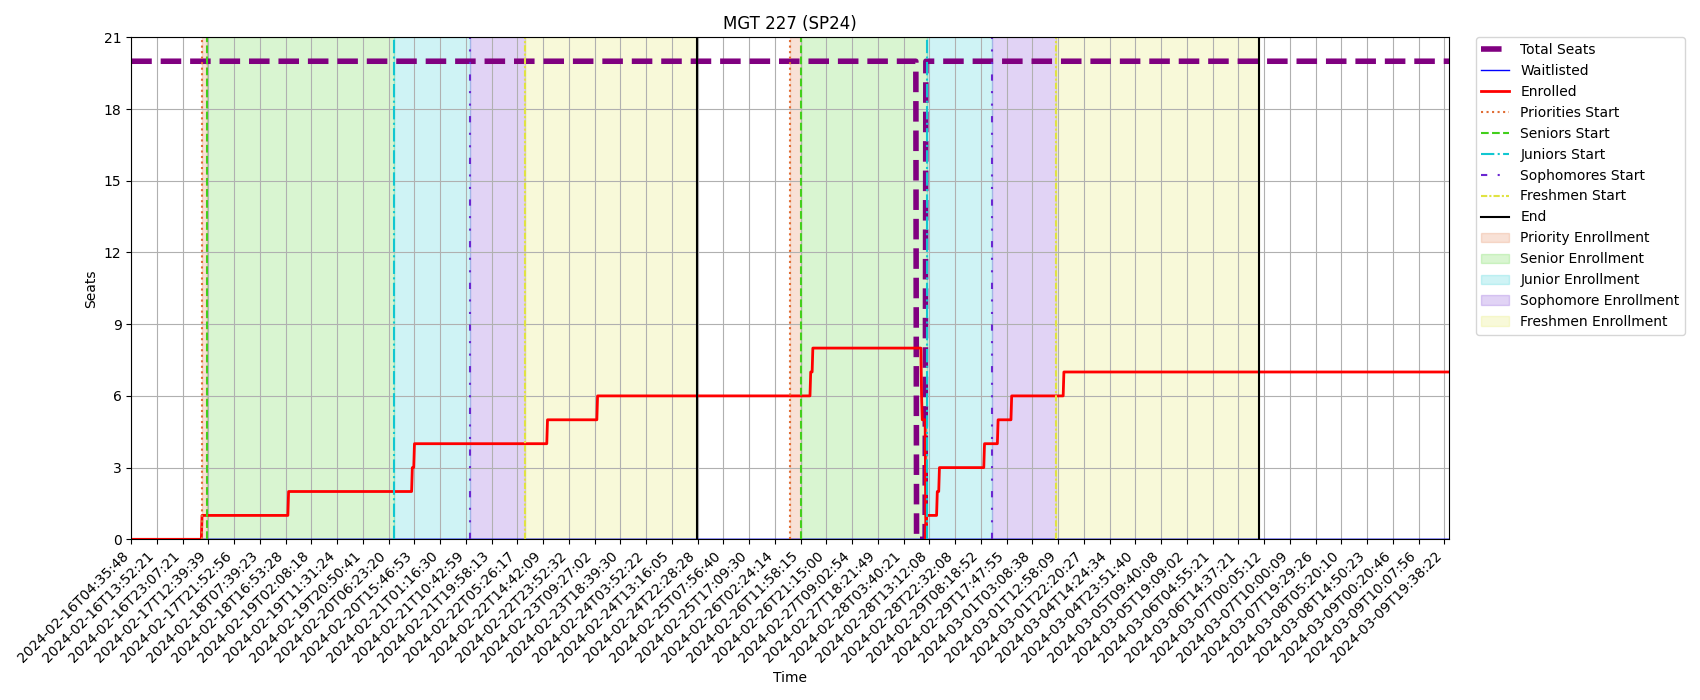 MGT 227 (SP24)
21
18
15
12
9
6
3
0
Seats
2024-02-16T04:35:48
2024-02-16T13:52:21
2024-02-16T23:07:21
2024-02-17T12:39:39
2024-02-17T21:52:56
2024-02-18T07:39:23
2024-02-18T16:53:28
2024-02-19T02:08:18
2024-02-19T11:31:24
2024-02-19T20:50:41
2024-02-20T06:23:20
2024-02-20T15:46:53
2024-02-21T01:16:30
2024-02-21T10:42:59
2024-02-21T19:58:13
2024-02-22T05:26:17
2024-02-22T14:42:09
2024-02-22T23:52:32
2024-02-23T09:27:02
2024-02-23T18:39:30
2024-02-24T03:52:22
2024-02-24T13:16:05
2024-02-24T22:28:28
2024-02-25T07:56:40
2024-02-25T17:09:30
2024-02-26T02:24:14
2024-02-26T11:58:15
2024-02-26T21:15:00
2024-02-27T09:02:54
2024-02-27T18:21:49
2024-02-28T03:40:21
2024-02-28T13:12:08
2024-02-28T22:32:08
2024-02-29T08:18:52
2024-02-29T17:47:55
2024-03-01T03:08:38
2024-03-01T12:58:09
2024-03-01T22:20:27
2024-03-04T14:24:34
2024-03-04T23:51:40
2024-03-05T09:40:08
2024-03-05T19:09:02
2024-03-06T04:55:21
2024-03-06T14:37:21
2024-03-07T00:05:12
2024-03-07T10:00:09
2024-03-07T19:29:26
2024-03-08T05:20:10
2024-03-08T14:50:23
2024-03-09T00:20:46
2024-03-09T10:07:56
2024-03-09T19:38:22
Time
Total Seats
Waitlisted
Enrolled
Priorities Start
Seniors Start
Juniors Start
Sophomores Start
Freshmen Start
End
Priority Enrollment
Senior Enrollment
Junior Enrollment
Sophomore Enrollment
Freshmen Enrollment